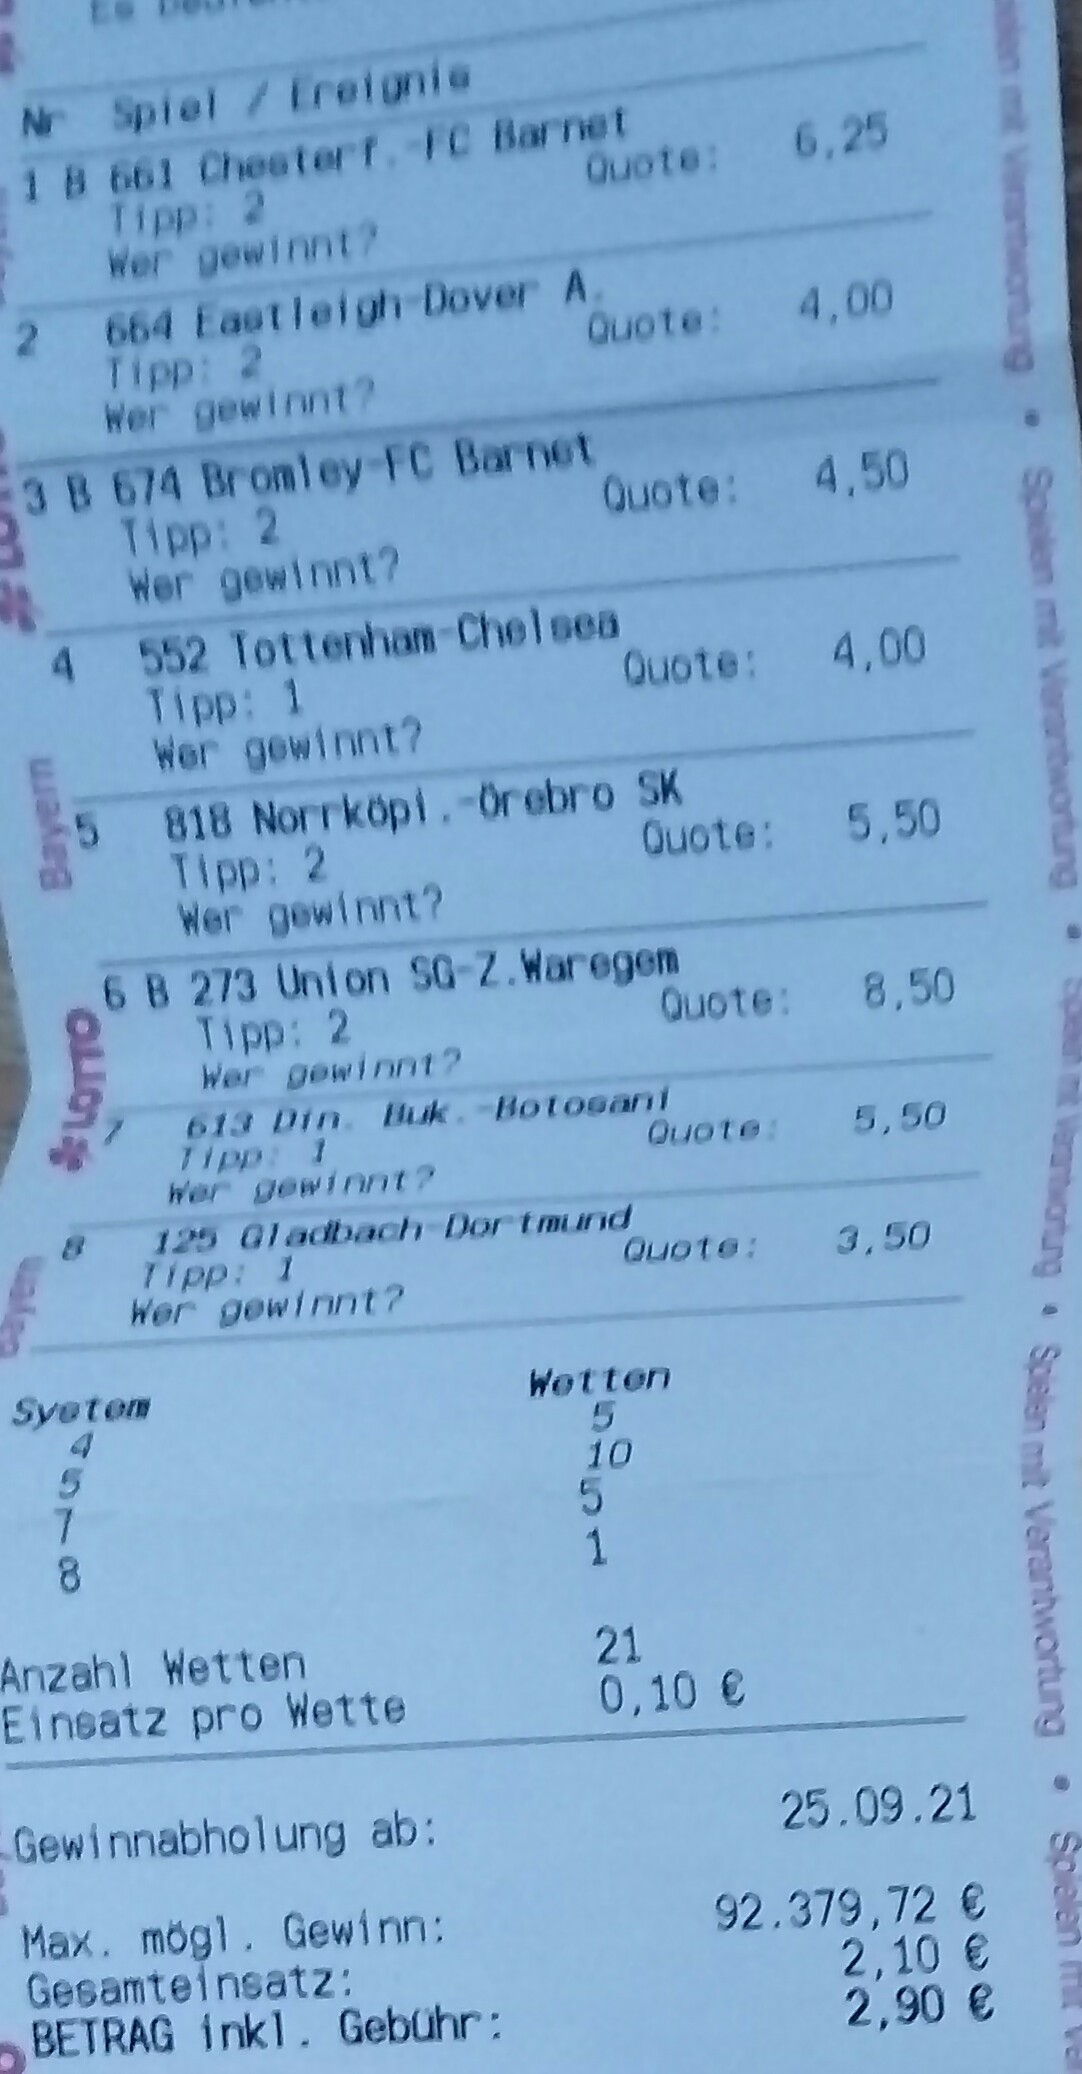 Nr Spiel / Ereignis
1 B 661 Chesterf.-FC Barnet
Quote: 6,25
Tipp: 2
Wer gewinnt?
2 664 Eastleigh-Dover A.
Quote: 4,00
Tipp: 2
Wer gewinnt?
3 B 674 Bromley-FC Barnet
Quote: 4,50
Tipp: 2
Wer gewinnt?
4 552 Tottenham-Chelsea
Quote: 4,00
Tipp: 1
Wer gewinnt?
5 818 Norrköpi.-Örebro SK
Quote: 5,50
Tipp: 2
Wer gewinnt?
6 B 273 Union SG-Z.Waregem
Quote: 8,50
Tipp: 2
Wer gewinnt?
7 613 Din. Buk.-Botosani
Quote: 5,50
Tipp: 1
Wer gewinnt?
8 125 Gladbach-Dortmund
Quote: 3,50
Tipp: 1
Wer gewinnt?
System Wetten
4 5
5 10
7 5
8 1
Anzahl Wetten 21
Einsatz pro Wette 0,10 €
Gewinnabholung ab: 25.09.21
Max. mögl. Gewinn: 92.379,72 €
Gesamteinsatz: 2,10 €
BETRAG inkl. Gebühr: 2,90 €
LOTTO
Bayern
LOTTO
Spielen mit Verantwortung • Spielen mit Verantwortung • Spielen mit Verantwortung •